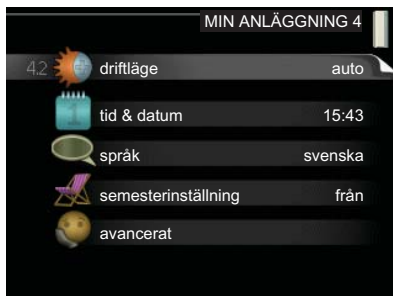 MIN ANLÄGGNING 4
4.2 driftläge auto
tid & datum 15:43
språk svenska
semesterinställning från
avancerat